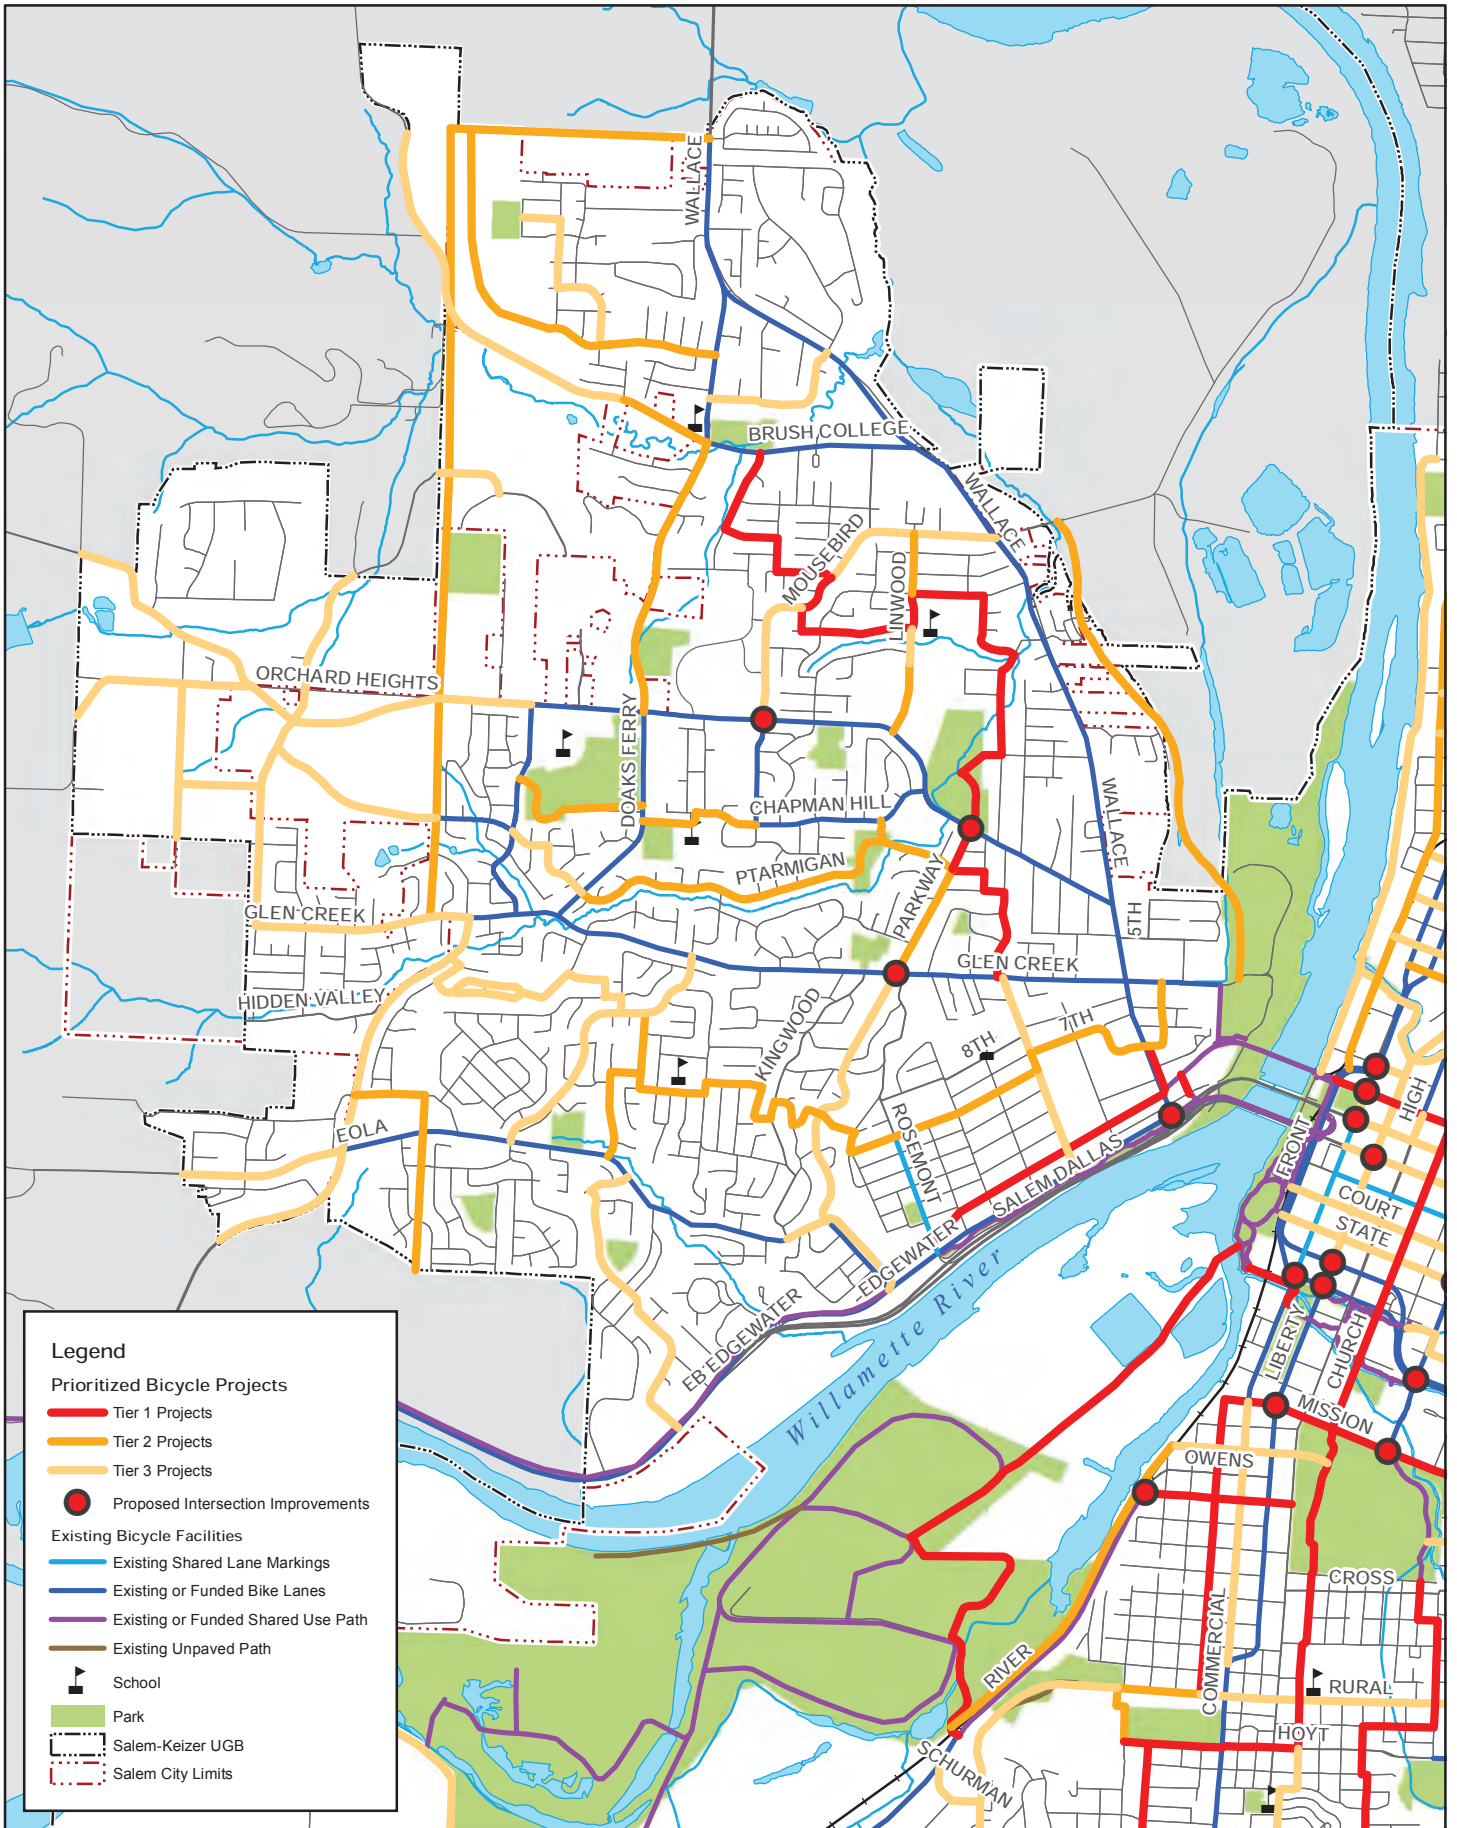 WALLACE
BRUSH COLLEGE
WALLACE
MOUSEBIRD
LINWOOD
ORCHARD HEIGHTS
DOAKS FERRY
CHAPMAN HILL
WALLACE
PTARMIGAN
PARKWAY
GLEN CREEK
5TH
GLEN CREEK
HIDDEN VALLEY
KINGWOOD
7TH
8TH
HIGH
EOLA
ROSEMONT
FRONT
SALEM DALLAS
COURT
STATE
EDGEWATER
EB EDGEWATER
Willamette River
LIBERTY
CHURCH
MISSION
OWENS
CROSS
COMMERCIAL
RIVER
RURAL
HOYT
SCHURMAN
Legend
Prioritized Bicycle Projects
Tier 1 Projects
Tier 2 Projects
Tier 3 Projects
Proposed Intersection Improvements
Existing Bicycle Facilities
Existing Shared Lane Markings
Existing or Funded Bike Lanes
Existing or Funded Shared Use Path
Existing Unpaved Path
School
Park
Salem-Keizer UGB
Salem City Limits